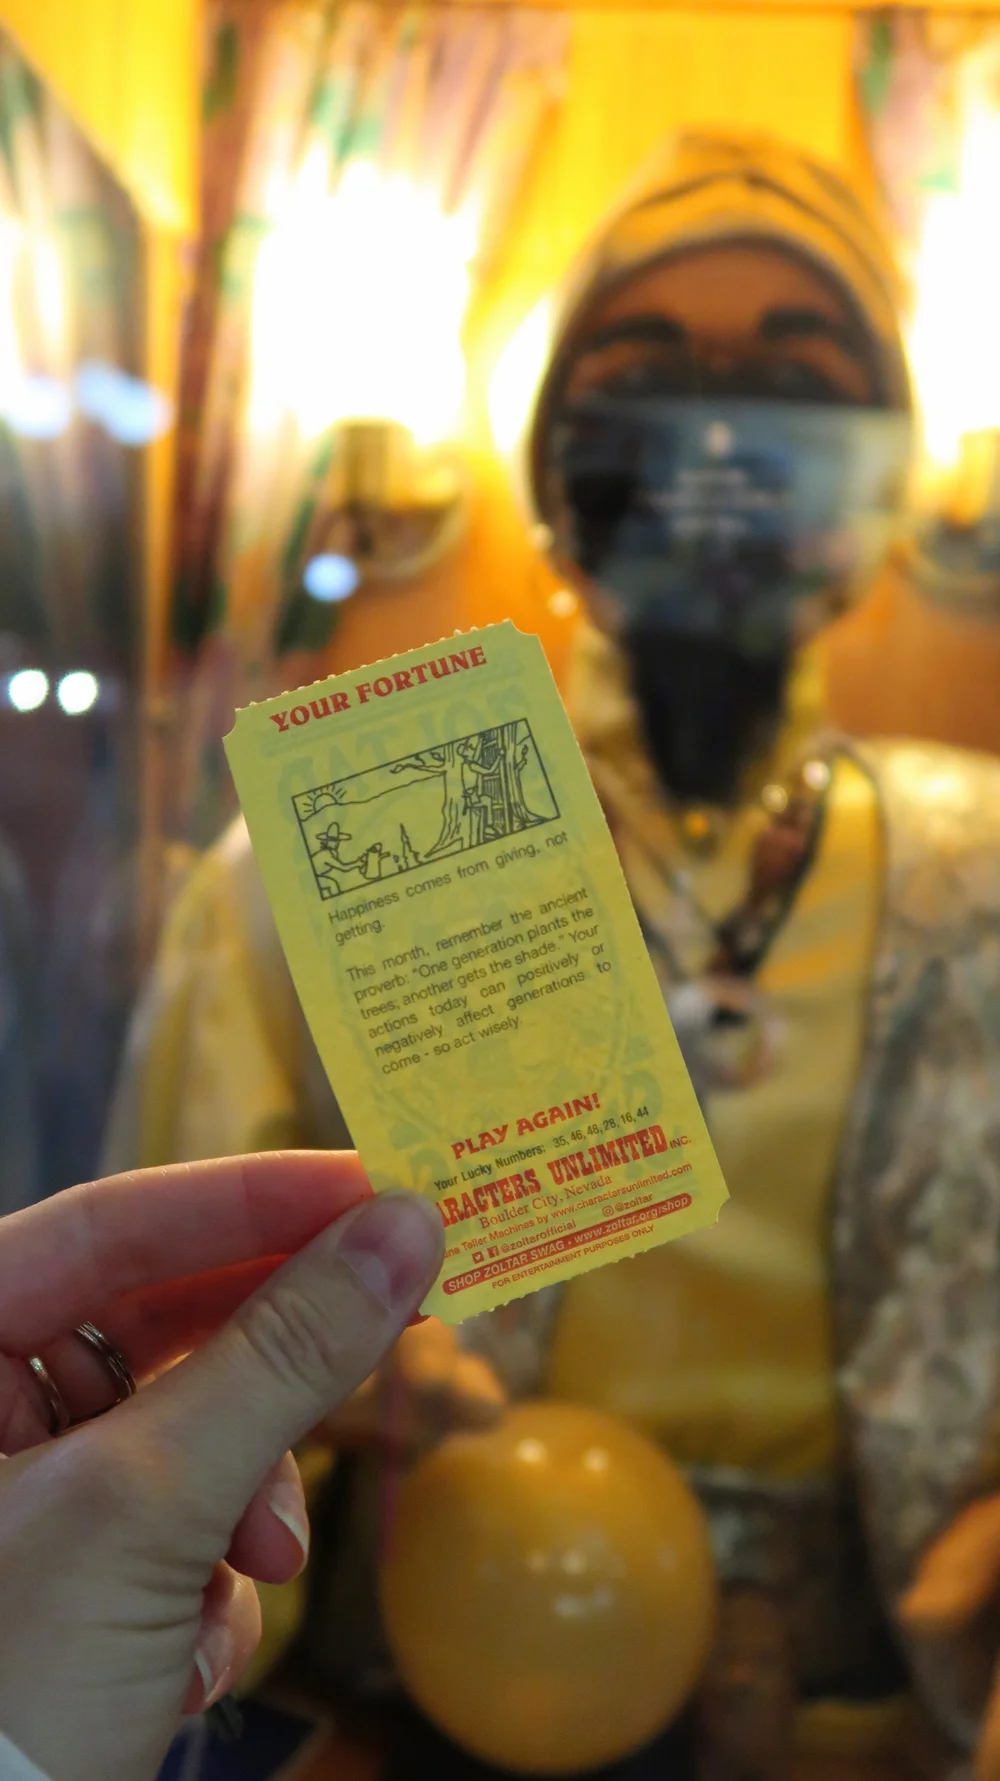 YOUR FORTUNE
Happiness comes from giving, not
getting.
This month, remember the ancient
proverb: "One generation plants the
trees; another gets the shade." Your
actions today can positively or
negatively affect generations to
come - so act wisely.
PLAY AGAIN!
Your Lucky Numbers: 35, 46, 48, 28, 16, 44
UNLIMITED INC.
Boulder City, Nevada
Teller Machines by www.charactersunlimited.com
@zoltarofficial @zoltar
SHOP ZOLTAR SWAG • www.zoltar.org/shop
FOR ENTERTAINMENT PURPOSES ONLY